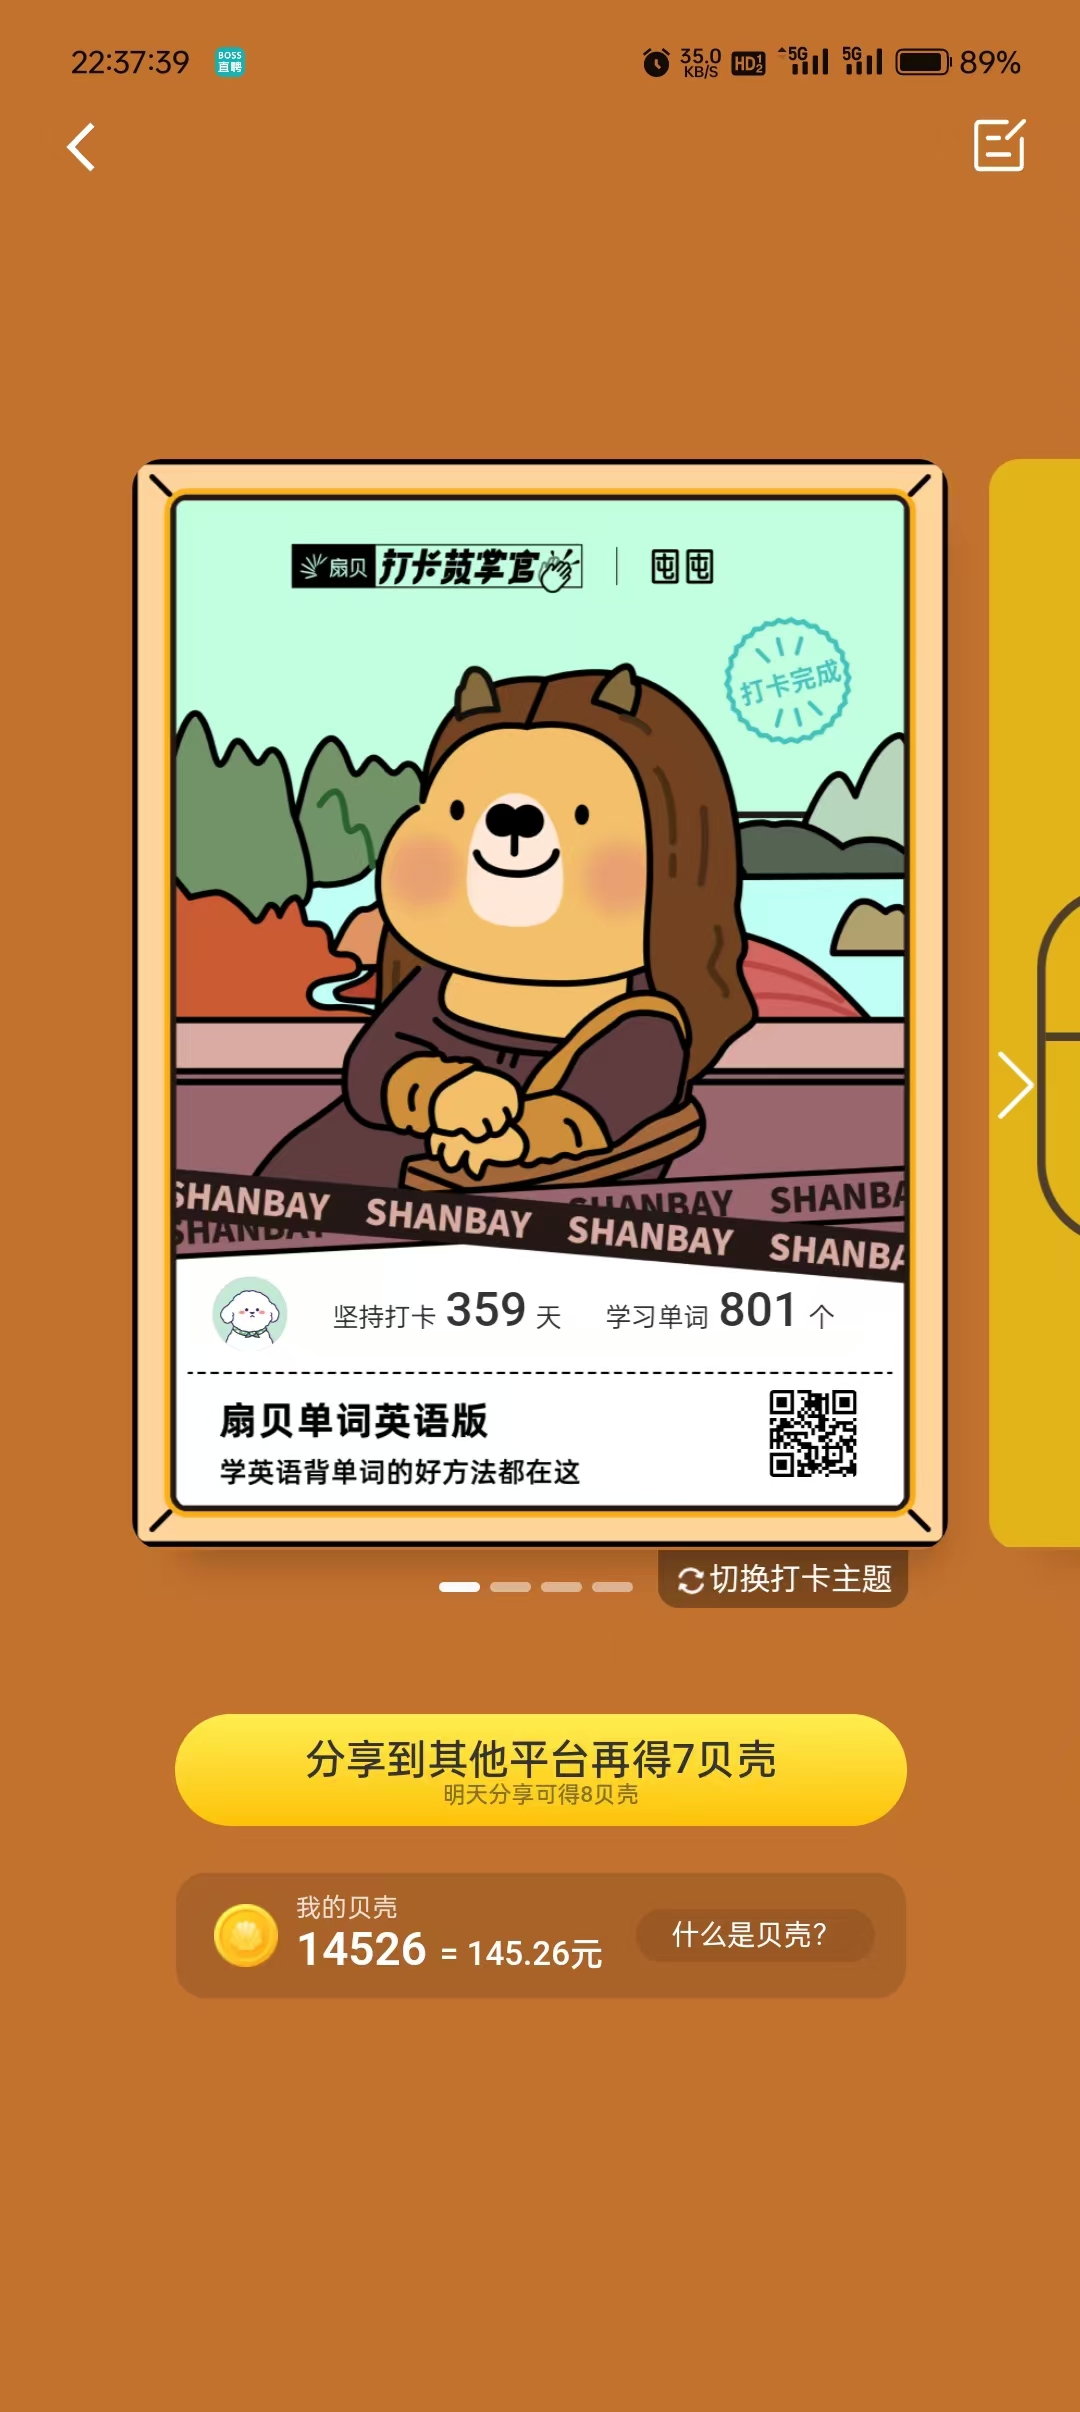 22:37:39 BOSS直聘 35.0 KB/S HD 1 2 5G 5G 89%
扇贝 打卡鼓掌官 | 囤囤
打卡完成
SHANBAY SHANBAY SHANBAY SHANBA
SHANBAY SHANBAY SHANBA
坚持打卡 359 天 学习单词 801 个
扇贝单词英语版
学英语背单词的好方法都在这
切换打卡主题
分享到其他平台再得7贝壳
明天分享可得8贝壳
我的贝壳
14526 = 145.26元
什么是贝壳?